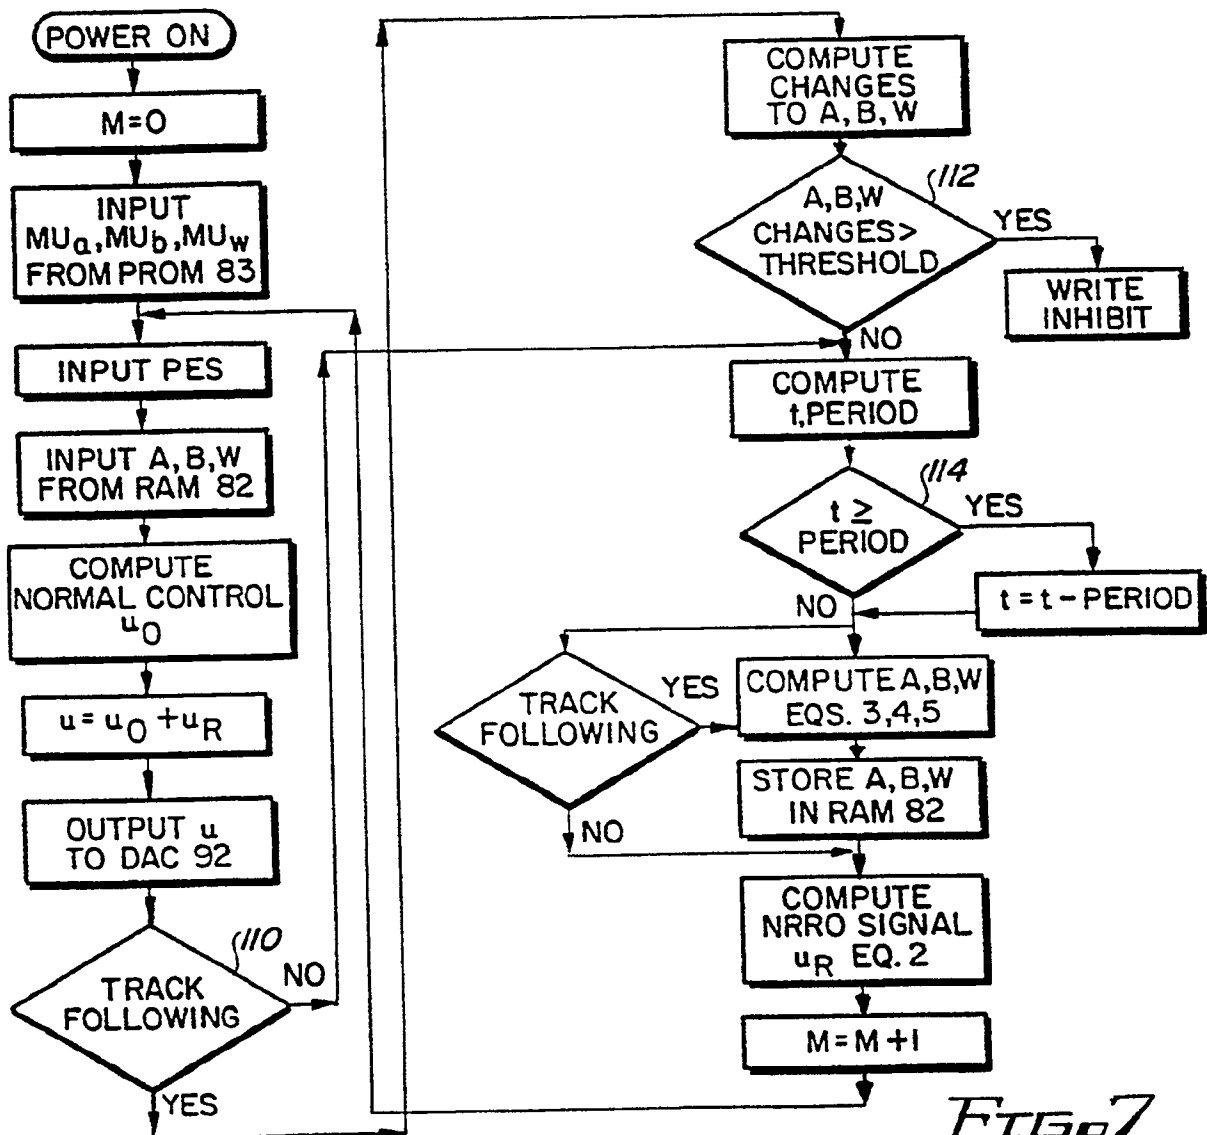 POWER ON
M=0
INPUT
MUa, MUb, MUw
FROM PROM 83
INPUT PES
INPUT A, B, W
FROM RAM 82
COMPUTE
NORMAL CONTROL
u0
u = u0 + uR
OUTPUT u
TO DAC 92
110
TRACK
FOLLOWING
NO
YES
COMPUTE
CHANGES
TO A, B, W
112
A, B, W
CHANGES >
THRESHOLD
YES
WRITE
INHIBIT
NO
COMPUTE
t, PERIOD
114
t ≥
PERIOD
YES
t = t - PERIOD
NO
TRACK
FOLLOWING
YES
COMPUTE A, B, W
EQS. 3,4,5
STORE A, B, W
IN RAM 82
NO
COMPUTE
NRRO SIGNAL
uR EQ. 2
M = M + 1
FIG. 7